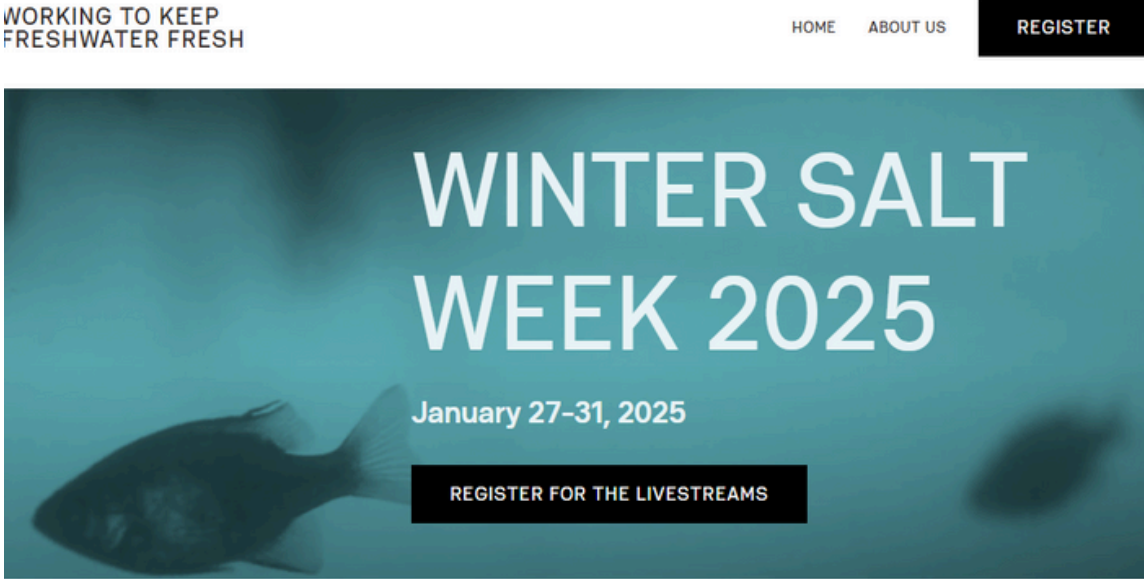 WORKING TO KEEP
FRESHWATER FRESH
HOME
ABOUT US
REGISTER
WINTER SALT
WEEK 2025
January 27-31, 2025
REGISTER FOR THE LIVESTREAMS